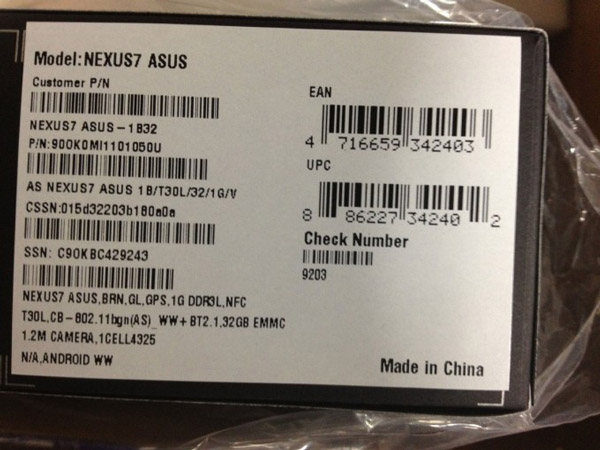 Model:NEXUS7 ASUS
Customer P/N
NEXUS7 ASUS-1B32
P/N:900K0MI1101050U
AS NEXUS7 ASUS 1B/T30L/32/1G/V
CSSN:015d32203b180a0a
SSN: C90KBC429243
NEXUS7 ASUS,BRN,GL,GPS,1G DDR3L,NFC
T30L,CB-802.11bgn(AS)_WW+BT2.1,32GB EMMC
1.2M CAMERA,1CELL4325
N/A,ANDROID WW
EAN
4 716659 342403
UPC
8 86227 34240 2
Check Number
9203
Made in China